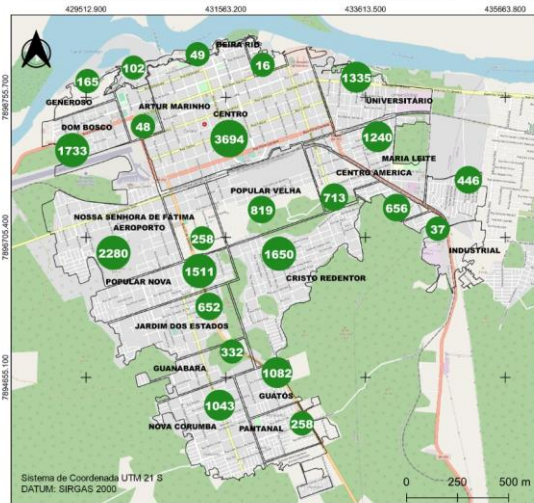 429512.900 431563.200 433613.500 435663.800
7898755.700
7896705.400
7894655.100
BEIRA RIO
49
16
102
165
1335
GENEROSO
ARTUR MARINHO
CENTRO
UNIVERSITÁRIO
DOM BOSCO
48
3694
1240
1733
MARIA LEITE
POPULAR VELHA
CENTRO AMERICA
446
819
713
656
NOSSA SENHORA DE FÁTIMA
AEROPORTO
258
37
2280
1650
INDUSTRIAL
1511
POPULAR NOVA
CRISTO REDENTOR
652
JARDIM DOS ESTADOS
332
GUANABARA
1082
GUATÓS
1043
NOVA CORUMBA
PANTANAL
258
Sistema de Coordenada UTM 21 S
DATUM: SIRGAS 2000
0 250 500 m